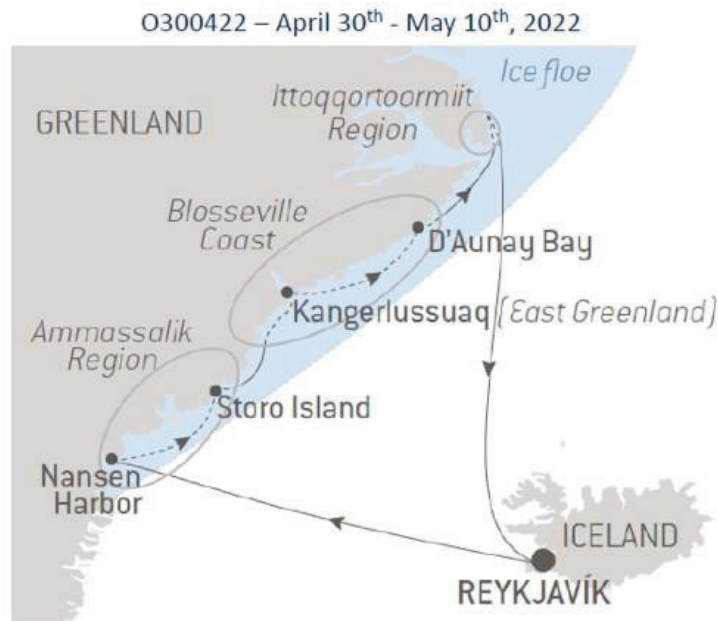 O300422 – April 30th - May 10th, 2022
Ice floe
Ittoqqortoormiit
Region
GREENLAND
Blosseville
Coast
D'Aunay Bay
Kangerlussuaq (East Greenland)
Ammassalik
Region
Storo Island
Nansen
Harbor
ICELAND
REYKJAVÍK